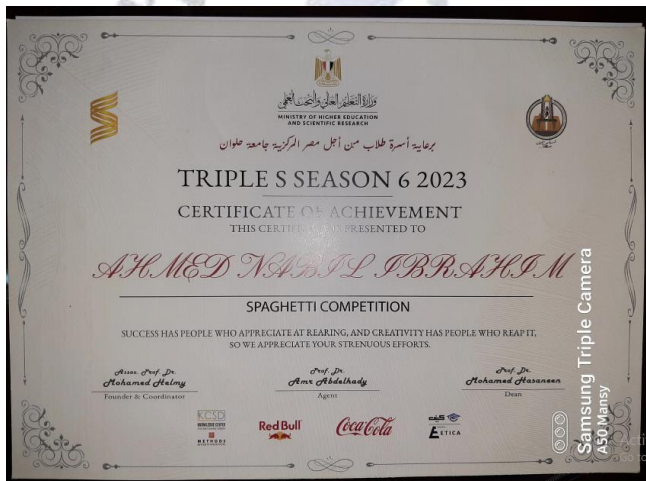 وزارة التعليم العالي والبحث العلمي
MINISTRY OF HIGHER EDUCATION
AND SCIENTIFIC RESEARCH
برعاية أسرة طلاب من أجل مصر المركزية جامعة حلوان
TRIPLE S SEASON 6 2023
CERTIFICATE OF ACHIEVEMENT
THIS CERTIFICATE IS PRESENTED TO
AHMED NABIL IBRAHIM
SPAGHETTI COMPETITION
SUCCESS HAS PEOPLE WHO APPRECIATE AT REARING, AND CREATIVITY HAS PEOPLE WHO REAP IT,
SO WE APPRECIATE YOUR STRENUOUS EFFORTS.
Assoc. Prof. Dr.
Mohamed Helmy
Founder & Coordinator
Prof. Dr.
Amr Abdelhady
Agent
Prof. Dr.
Mohamed Hasaneen
Dean
KCSD
METHODS
Red Bull
Coca-Cola
ETICA
Samsung Triple Camera
A50 Mansy